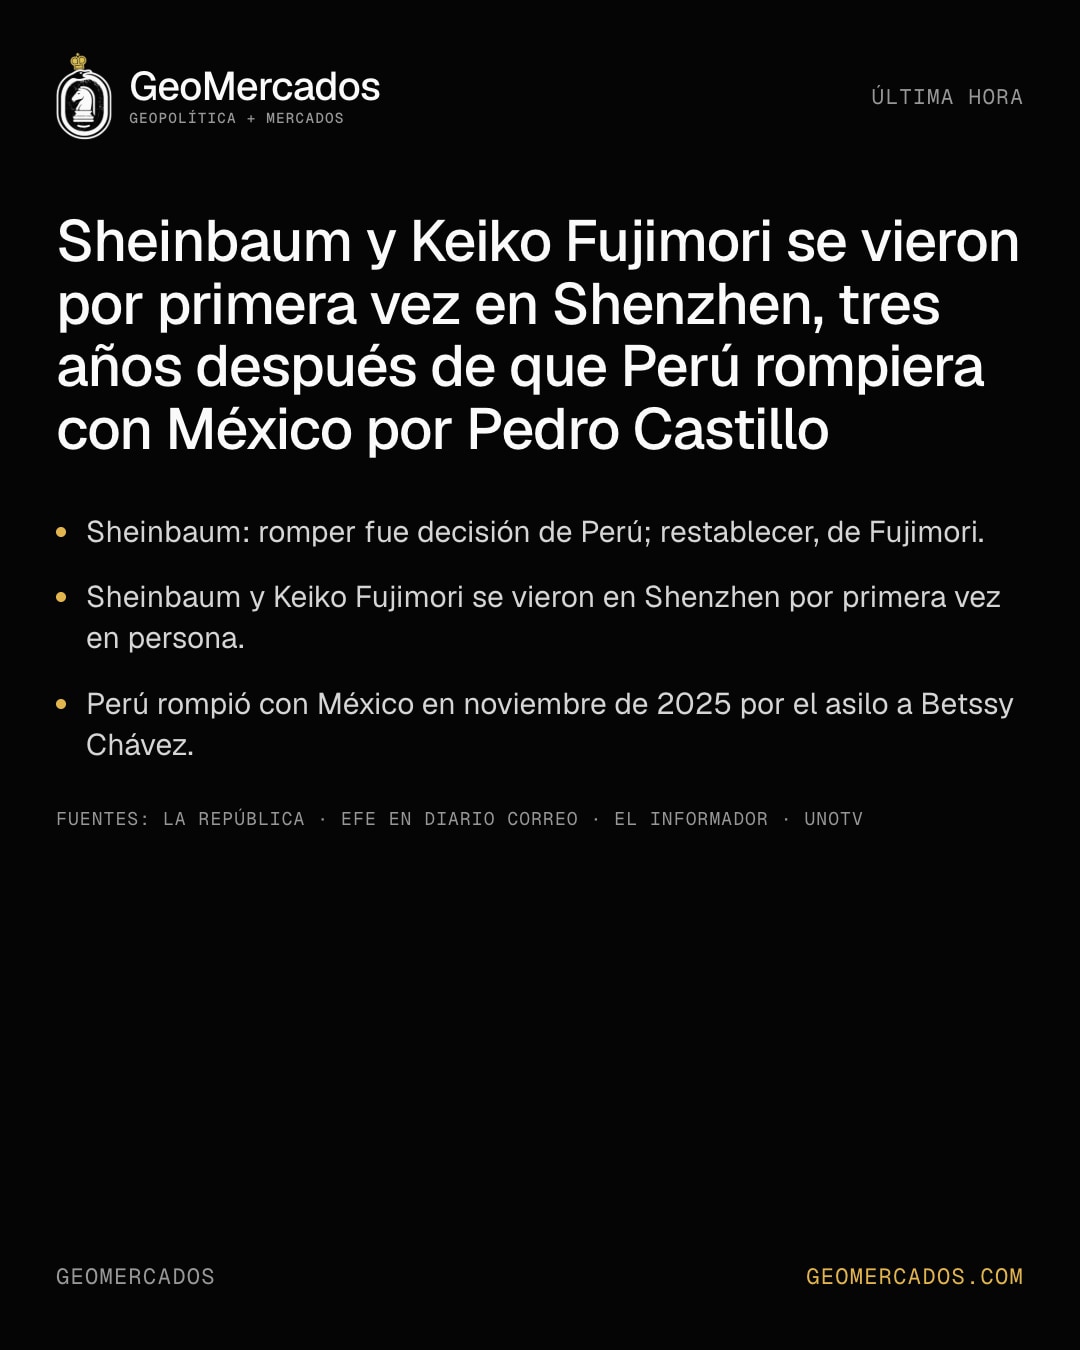 GeoMercados
GEOPOLÍTICA + MERCADOS
ÚLTIMA HORA
Sheinbaum y Keiko Fujimori se vieron
por primera vez en Shenzhen, tres
años después de que Perú rompiera
con México por Pedro Castillo
• Sheinbaum: romper fue decisión de Perú; restablecer, de Fujimori.
• Sheinbaum y Keiko Fujimori se vieron en Shenzhen por primera vez
en persona.
• Perú rompió con México en noviembre de 2025 por el asilo a Betssy
Chávez.
FUENTES: LA REPÚBLICA · EFE EN DIARIO CORREO · EL INFORMADOR · UNOTV
GEOMERCADOS
GEOMERCADOS.COM